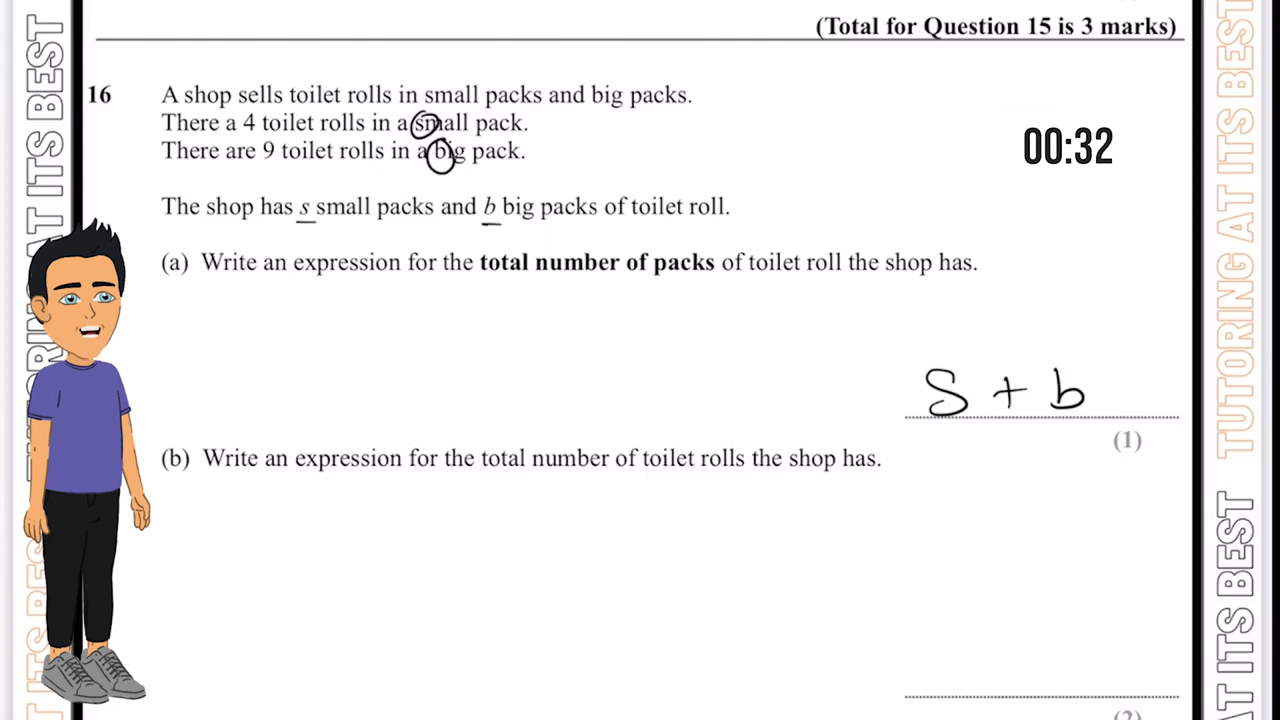 (Total for Question 15 is 3 marks)
16 A shop sells toilet rolls in small packs and big packs.
There a 4 toilet rolls in a small pack.
There are 9 toilet rolls in a big pack.
00:32
The shop has s small packs and b big packs of toilet roll.
(a) Write an expression for the total number of packs of toilet roll the shop has.
S + b
(1)
(b) Write an expression for the total number of toilet rolls the shop has.
(2)
AT ITS BEST
TUTORING AT ITS BEST
TUTORING AT ITS BEST
AT ITS BEST